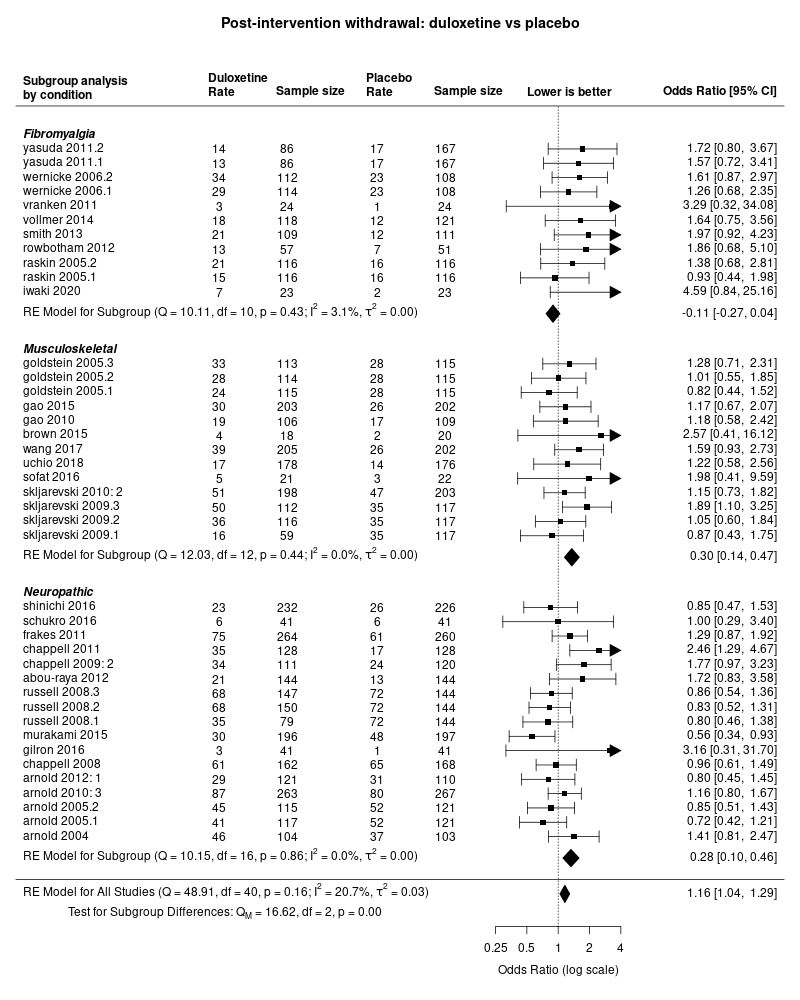 Post-intervention withdrawal: duloxetine vs placebo
Subgroup analysis by condition Duloxetine Rate Sample size Placebo Rate Sample size Lower is better Odds Ratio [95% CI]
Fibromyalgia
yasuda 2011.2 14 86 17 167 1.72 [0.80, 3.67]
yasuda 2011.1 13 86 17 167 1.57 [0.72, 3.41]
wernicke 2006.2 34 112 23 108 1.61 [0.87, 2.97]
wernicke 2006.1 29 114 23 108 1.26 [0.68, 2.35]
vranken 2011 3 24 1 24 3.29 [0.32, 34.08]
vollmer 2014 18 118 12 121 1.64 [0.75, 3.56]
smith 2013 21 109 12 111 1.97 [0.92, 4.23]
rowbotham 2012 13 57 7 51 1.86 [0.68, 5.10]
raskin 2005.2 21 116 16 116 1.38 [0.68, 2.81]
raskin 2005.1 15 116 16 116 0.93 [0.44, 1.98]
iwaki 2020 7 23 2 23 4.59 [0.84, 25.16]
RE Model for Subgroup (Q = 10.11, df = 10, p = 0.43; I² = 3.1%, τ² = 0.00) -0.11 [-0.27, 0.04]
Musculoskeletal
goldstein 2005.3 33 113 28 115 1.28 [0.71, 2.31]
goldstein 2005.2 28 114 28 115 1.01 [0.55, 1.85]
goldstein 2005.1 24 115 28 115 0.82 [0.44, 1.52]
gao 2015 30 203 26 202 1.17 [0.67, 2.07]
gao 2010 19 106 17 109 1.18 [0.58, 2.42]
brown 2015 4 18 2 20 2.57 [0.41, 16.12]
wang 2017 39 205 26 202 1.59 [0.93, 2.73]
uchio 2018 17 178 14 176 1.22 [0.58, 2.56]
sofat 2016 5 21 3 22 1.98 [0.41, 9.59]
skljarevski 2010: 2 51 198 47 203 1.15 [0.73, 1.82]
skljarevski 2009.3 50 112 35 117 1.89 [1.10, 3.25]
skljarevski 2009.2 36 116 35 117 1.05 [0.60, 1.84]
skljarevski 2009.1 16 59 35 117 0.87 [0.43, 1.75]
RE Model for Subgroup (Q = 12.03, df = 12, p = 0.44; I² = 0.0%, τ² = 0.00) 0.30 [0.14, 0.47]
Neuropathic
shinichi 2016 23 232 26 226 0.85 [0.47, 1.53]
schukro 2016 6 41 6 41 1.00 [0.29, 3.40]
frakes 2011 75 264 61 260 1.29 [0.87, 1.92]
chappell 2011 35 128 17 128 2.46 [1.29, 4.67]
chappell 2009: 2 34 111 24 120 1.77 [0.97, 3.23]
abou-raya 2012 21 144 13 144 1.72 [0.83, 3.58]
russell 2008.3 68 147 72 144 0.86 [0.54, 1.36]
russell 2008.2 68 150 72 144 0.83 [0.52, 1.31]
russell 2008.1 35 79 72 144 0.80 [0.46, 1.38]
murakami 2015 30 196 48 197 0.56 [0.34, 0.93]
gilron 2016 3 41 1 41 3.16 [0.31, 31.70]
chappell 2008 61 162 65 168 0.96 [0.61, 1.49]
arnold 2012: 1 29 121 31 110 0.80 [0.45, 1.45]
arnold 2010: 3 87 263 80 267 1.16 [0.80, 1.67]
arnold 2005.2 45 115 52 121 0.85 [0.51, 1.43]
arnold 2005.1 41 117 52 121 0.72 [0.42, 1.21]
arnold 2004 46 104 37 103 1.41 [0.81, 2.47]
RE Model for Subgroup (Q = 10.15, df = 16, p = 0.86; I² = 0.0%, τ² = 0.00) 0.28 [0.10, 0.46]
RE Model for All Studies (Q = 48.91, df = 40, p = 0.16; I² = 20.7%, τ² = 0.03) 1.16 [1.04, 1.29]
Test for Subgroup Differences: Q_M = 16.62, df = 2, p = 0.00
0.25 0.5 1 2 4
Odds Ratio (log scale)